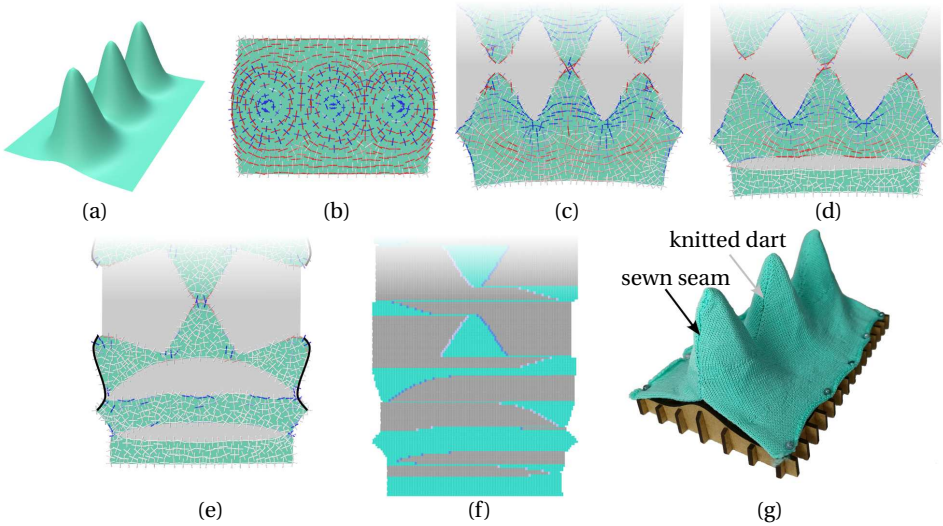 (a)
(b)
(c)
(d)
knitted dart
sewn seam
(e)
(f)
(g)